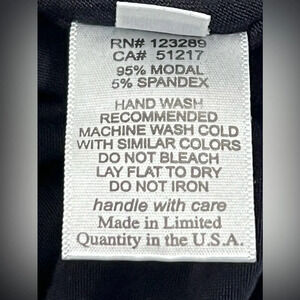 RN# 123289
CA# 51217
95% MODAL
5% SPANDEX
HAND WASH
RECOMMENDED
MACHINE WASH COLD
WITH SIMILAR COLORS
DO NOT BLEACH
LAY FLAT TO DRY
DO NOT IRON
handle with care
Made in Limited
Quantity in the U.S.A.